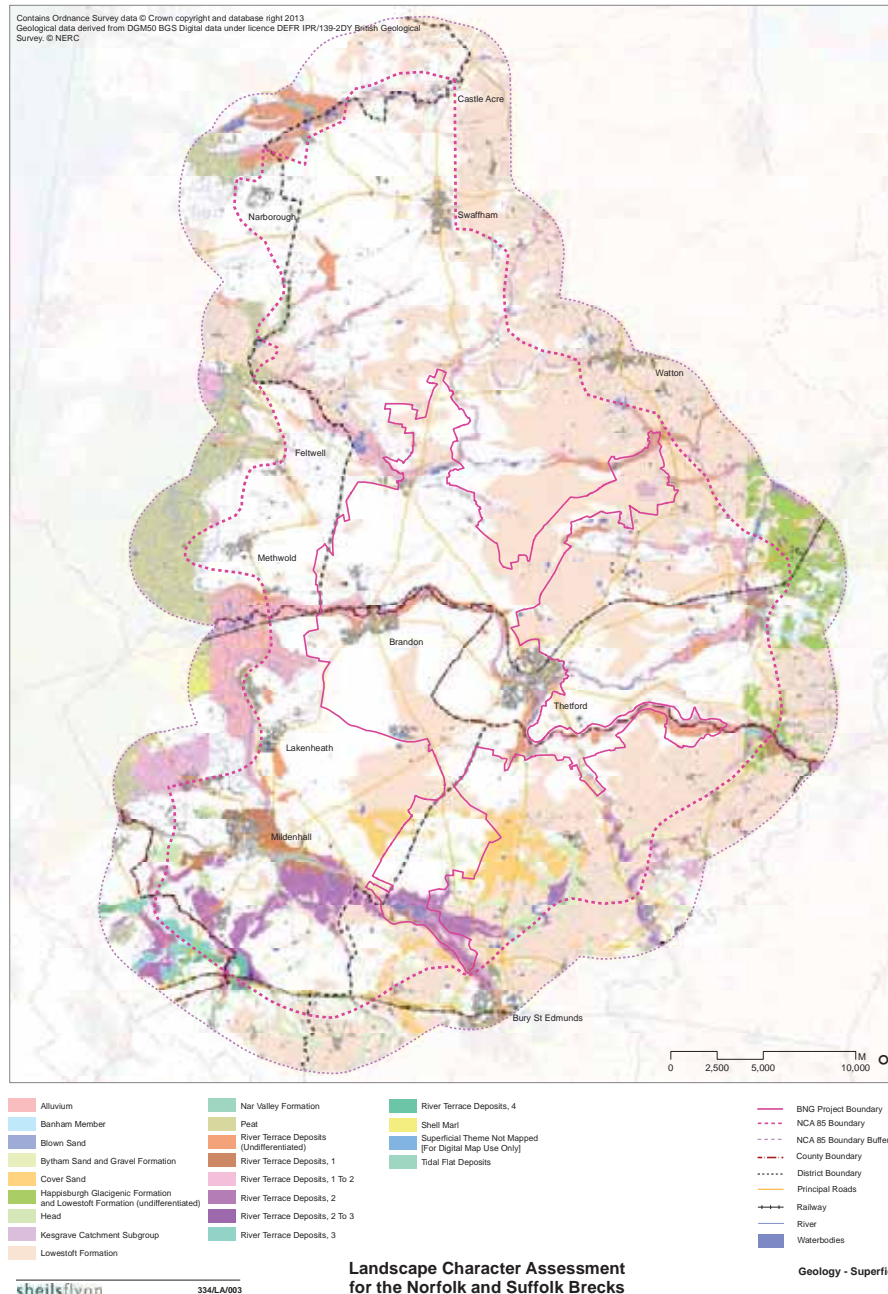 Contains Ordnance Survey data © Crown copyright and database right 2013
Geological data derived from DGM50 BGS Digital data under licence DEFR IPR/139-2DY British Geological
Survey. © NERC
Castle Acre
Narborough
Swaffham
Watton
Feltwell
Methwold
Brandon
Thetford
Lakenheath
Mildenhall
Bury St Edmunds
M
0 2,500 5,000 10,000
Alluvium
Banham Member
Blown Sand
Bytham Sand and Gravel Formation
Cover Sand
Happisburgh Glacigenic Formation
and Lowestoft Formation (undifferentiated)
Head
Kesgrave Catchment Subgroup
Lowestoft Formation
Nar Valley Formation
Peat
River Terrace Deposits
(Undifferentiated)
River Terrace Deposits, 1
River Terrace Deposits, 1 To 2
River Terrace Deposits, 2
River Terrace Deposits, 2 To 3
River Terrace Deposits, 3
River Terrace Deposits, 4
Shell Marl
Superficial Theme Not Mapped
[For Digital Map Use Only]
Tidal Flat Deposits
BNG Project Boundary
NCA 85 Boundary
NCA 85 Boundary Buffe
County Boundary
District Boundary
Principal Roads
Railway
River
Waterbodies
sheilsflynn
334/LA/003
Landscape Character Assessment
for the Norfolk and Suffolk Brecks
Geology - Superfi